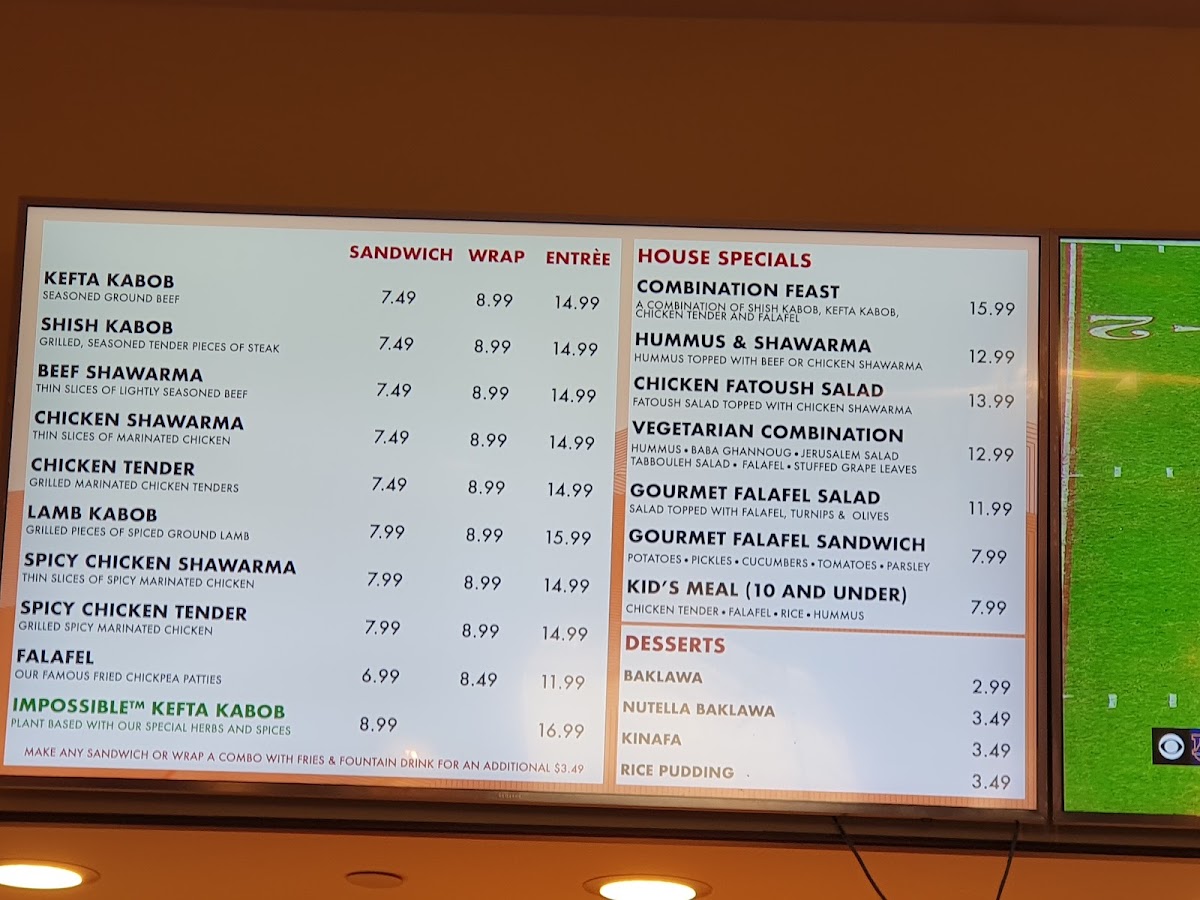 SANDWICH WRAP ENTRÈE
KEFTA KABOB
SEASONED GROUND BEEF 7.49 8.99 14.99
SHISH KABOB
GRILLED, SEASONED TENDER PIECES OF STEAK 7.49 8.99 14.99
BEEF SHAWARMA
THIN SLICES OF LIGHTLY SEASONED BEEF 7.49 8.99 14.99
CHICKEN SHAWARMA
THIN SLICES OF MARINATED CHICKEN 7.49 8.99 14.99
CHICKEN TENDER
GRILLED MARINATED CHICKEN TENDERS 7.49 8.99 14.99
LAMB KABOB
GRILLED PIECES OF SPICED GROUND LAMB 7.99 8.99 15.99
SPICY CHICKEN SHAWARMA
THIN SLICES OF SPICY MARINATED CHICKEN 7.99 8.99 14.99
SPICY CHICKEN TENDER
GRILLED SPICY MARINATED CHICKEN 7.99 8.99 14.99
FALAFEL
OUR FAMOUS FRIED CHICKPEA PATTIES 6.99 8.49 11.99
IMPOSSIBLE™ KEFTA KABOB
PLANT BASED WITH OUR SPECIAL HERBS AND SPICES 8.99 16.99
MAKE ANY SANDWICH OR WRAP A COMBO WITH FRIES & FOUNTAIN DRINK FOR AN ADDITIONAL $3.49
HOUSE SPECIALS
COMBINATION FEAST
A COMBINATION OF SHISH KABOB, KEFTA KABOB, 15.99
CHICKEN TENDER AND FALAFEL
HUMMUS & SHAWARMA
HUMMUS TOPPED WITH BEEF OR CHICKEN SHAWARMA 12.99
CHICKEN FATOUSH SALAD
FATOUSH SALAD TOPPED WITH CHICKEN SHAWARMA 13.99
VEGETARIAN COMBINATION
HUMMUS • BABA GHANNOUG • JERUSALEM SALAD 12.99
TABBOULEH SALAD • FALAFEL • STUFFED GRAPE LEAVES
GOURMET FALAFEL SALAD
SALAD TOPPED WITH FALAFEL, TURNIPS & OLIVES 11.99
GOURMET FALAFEL SANDWICH
POTATOES • PICKLES • CUCUMBERS • TOMATOES • PARSLEY 7.99
KID'S MEAL (10 AND UNDER)
CHICKEN TENDER • FALAFEL • RICE • HUMMUS 7.99
DESSERTS
BAKLAWA 2.99
NUTELLA BAKLAWA 3.49
KINAFA 3.49
RICE PUDDING 3.49
2